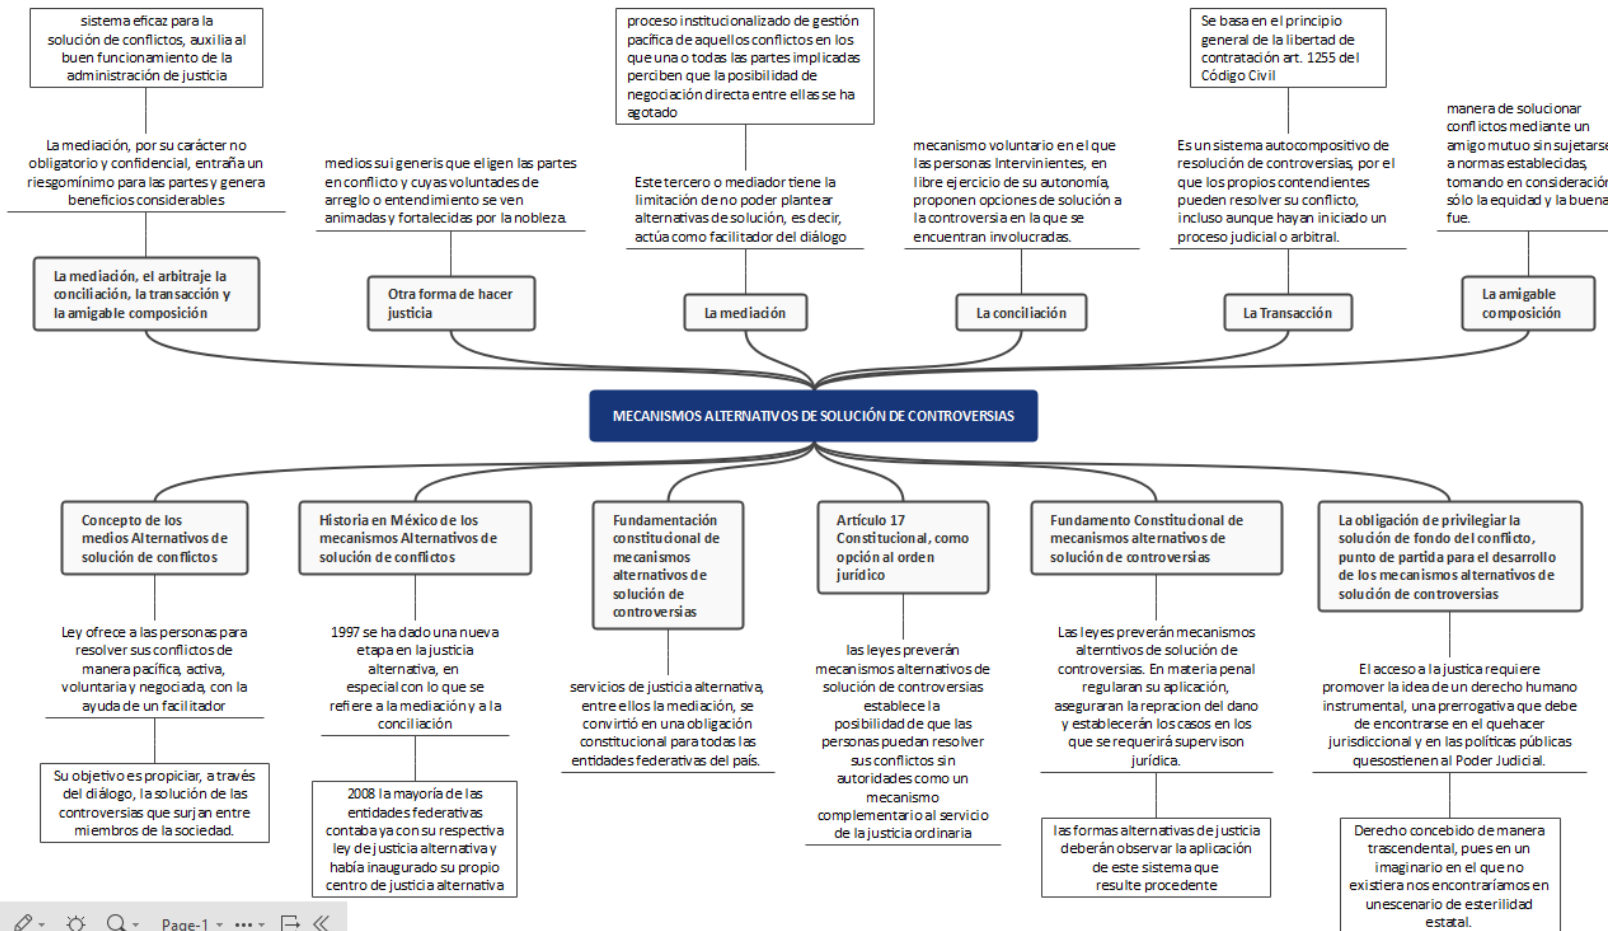 sistema eficaz para la
solución de conflictos, auxilia al
buen funcionamiento de la
administración de justicia
La mediación, por su carácter no
obligatorio y confidencial, entraña un
riesgomínimo para las partes y genera
beneficios considerables
La mediación, el arbitraje la
conciliación, la transacción y
la amigable composición
medios sui generis que eligen las partes
en conflicto y cuyas voluntades de
arreglo o entendimiento se ven
animadas y fortalecidas por la nobleza.
Otra forma de hacer
justicia
proceso institucionalizado de gestión
pacífica de aquellos conflictos en los
que una o todas las partes implicadas
perciben que la posibilidad de
negociación directa entre ellas se ha
agotado
Este tercero o mediador tiene la
limitación de no poder plantear
alternativas de solución, es decir,
actúa como facilitador del diálogo
La mediación
mecanismo voluntario en el que
las personas Intervinientes, en
libre ejercicio de su autonomía,
proponen opciones de solución a
la controversia en la que se
encuentran involucradas.
La conciliación
Se basa en el principio
general de la libertad de
contratación art. 1255 del
Código Civil
Es un sistema autocompositivo de
resolución de controversias, por el
que los propios contendientes
pueden resolver su conflicto,
incluso aunque hayan iniciado un
proceso judicial o arbitral.
La Transacción
manera de solucionar
conflictos mediante un
amigo mutuo sin sujetarse
a normas establecidas,
tomando en consideración
sólo la equidad y la buena
fue.
La amigable
composición
MECANISMOS ALTERNATIVOS DE SOLUCIÓN DE CONTROVERSIAS
Concepto de los
medios Alternativos de
solución de conflictos
Ley ofrece a las personas para
resolver sus conflictos de
manera pacífica, activa,
voluntaria y negociada, con la
ayuda de un facilitador
Su objetivo es propiciar, a través
del diálogo, la solución de las
controversias que surjan entre
miembros de la sociedad.
Historia en México de los
mecanismos Alternativos de
solución de conflictos
1997 se ha dado una nueva
etapa en la justicia
alternativa, en
especial con lo que se
refiere a la mediación y a la
conciliación
2008 la mayoría de las
entidades federativas
contaba ya con su respectiva
ley de justicia alternativa y
había inaugurado su propio
centro de justicia alternativa
Fundamentación
constitucional de
mecanismos
alternativos de
solución de
controversias
servicios de justicia alternativa,
entre ellos la mediación, se
convirtió en una obligación
constitucional para todas las
entidades federativas del país.
Artículo 17
Constitucional, como
opción al orden
jurídico
las leyes preverán
mecanismos alternativos de
solución de controversias
establece la
posibilidad de que las
personas puedan resolver
sus conflictos sin
autoridades como un
mecanismo
complementario al servicio
de la justicia ordinaria
Fundamento Constitucional de
mecanismos alternativos de
solución de controversias
Las leyes preverán mecanismos
alterntivos de solución de
controversias. En materia penal
regularan su aplicación,
aseguraran la repracion del dano
y establecerán los casos en los
que se requerirá supervison
jurídica.
las formas alternativas de justicia
deberán observar la aplicación
de este sistema que
resulte procedente
La obligación de privilegiar la
solución de fondo del conflicto,
punto de partida para el desarrollo
de los mecanismos alternativos de
solución de controversias
El acceso a la justica requiere
promover la idea de un derecho humano
instrumental, una prerrogativa que debe
de encontrarse en el quehacer
jurisdiccional y en las políticas públicas
quesostienen al Poder Judicial.
Derecho concebido de manera
trascendental, pues en un
imaginario en el que no
existiera nos encontraríamos en
unescenario de esterilidad
estatal.
Page-1